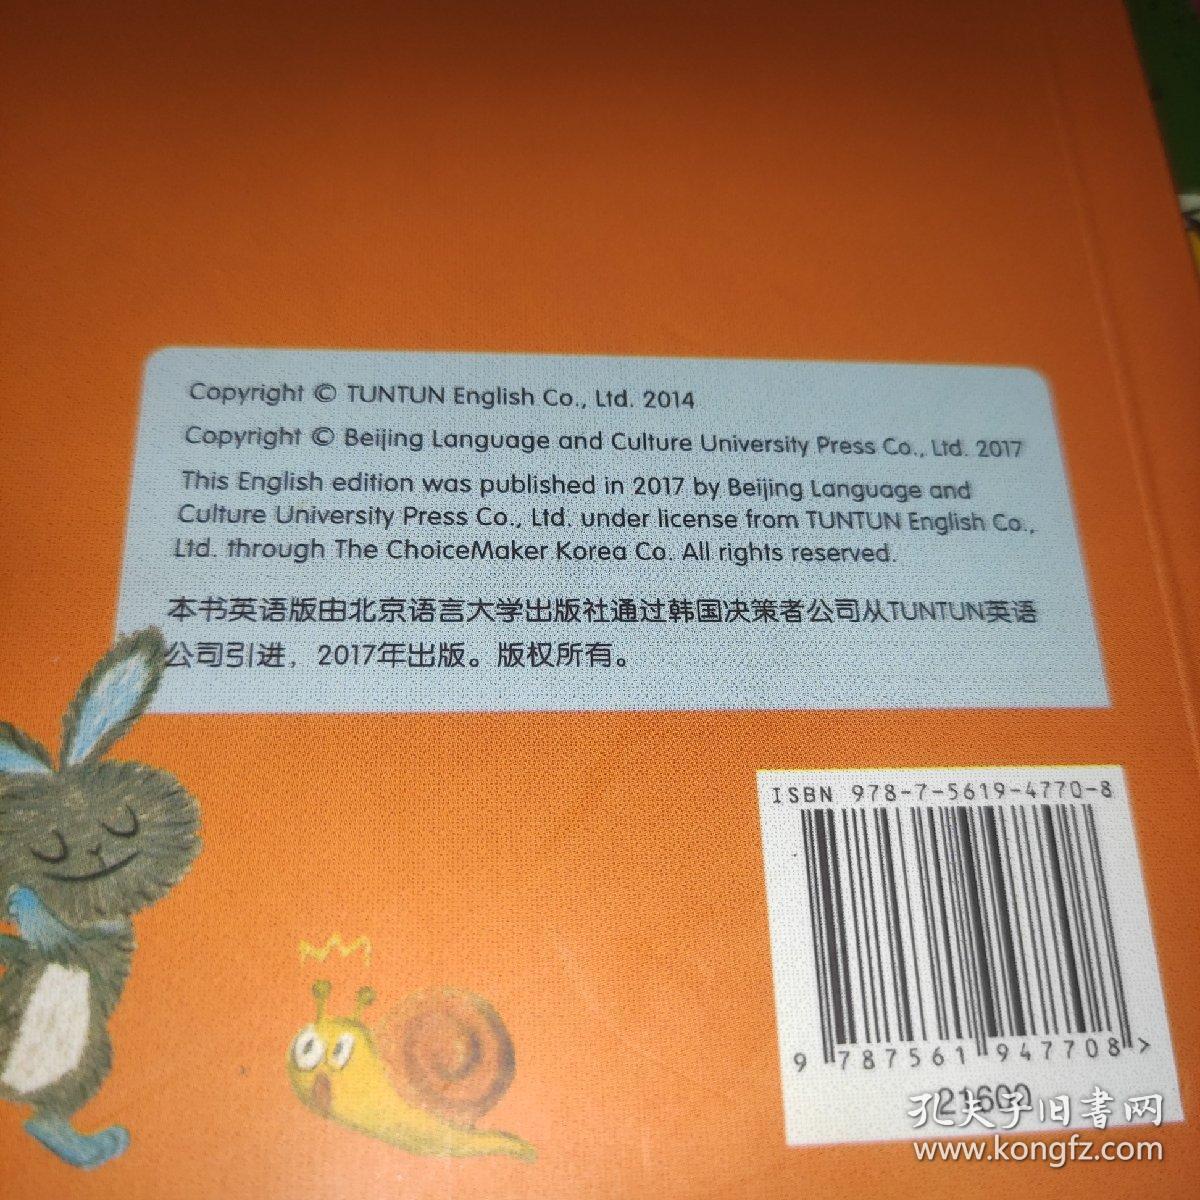 Copyright © TUNTUN English Co., Ltd. 2014
Copyright © Beijing Language and Culture University Press Co., Ltd. 2017
This English edition was published in 2017 by Beijing Language and
Culture University Press Co., Ltd. under license from TUNTUN English Co.,
Ltd. through The ChoiceMaker Korea Co. All rights reserved.
本书英语版由北京语言大学出版社通过韩国决策者公司从TUNTUN英语
公司引进，2017年出版。版权所有。
ISBN 978-7-5619-4770-8
9 787561 947708 >
21600
孔夫子旧書网
www.kongfz.com